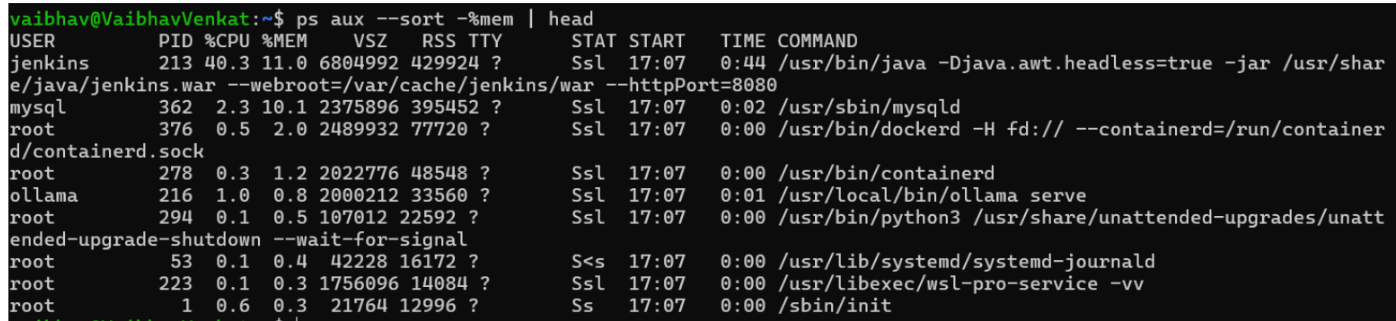 vaibhav@VaibhavVenkat:~$ ps aux --sort -%mem | head
USER         PID %CPU %MEM    VSZ   RSS TTY      STAT START   TIME COMMAND
jenkins      213 40.3 11.0 6804992 429924 ?      Ssl  17:07   0:44 /usr/bin/java -Djava.awt.headless=true -jar /usr/shar
e/java/jenkins.war --webroot=/var/cache/jenkins/war --httpPort=8080
mysql        362  2.3 10.1 2375896 395452 ?      Ssl  17:07   0:02 /usr/sbin/mysqld
root         376  0.5  2.0 2489932 77720 ?       Ssl  17:07   0:00 /usr/bin/dockerd -H fd:// --containerd=/run/container
d/containerd.sock
root         278  0.3  1.2 2022776 48548 ?       Ssl  17:07   0:00 /usr/bin/containerd
ollama       216  1.0  0.8 2000212 33560 ?       Ssl  17:07   0:01 /usr/local/bin/ollama serve
root         294  0.1  0.5 107012 22592 ?        Ssl  17:07   0:00 /usr/bin/python3 /usr/share/unattended-upgrades/unatt
ended-upgrade-shutdown --wait-for-signal
root          53  0.1  0.4  42228 16172 ?        S<s  17:07   0:00 /usr/lib/systemd/systemd-journald
root         223  0.1  0.3 1756096 14084 ?       Ssl  17:07   0:00 /usr/libexec/wsl-pro-service -vv
root           1  0.6  0.3  21764 12996 ?        Ss   17:07   0:00 /sbin/init